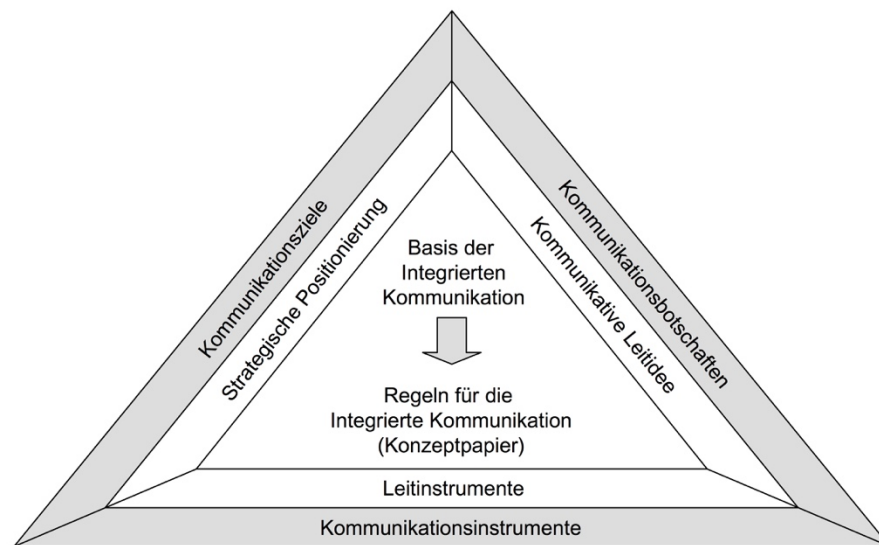 Kommunikationsziele
Strategische Positionierung
Basis der
Integrierten
Kommunikation
Regeln für die
Integrierte Kommunikation
(Konzeptpapier)
Kommunikative Leitidee
Kommunikationsbotschaften
Leitinstrumente
Kommunikationsinstrumente